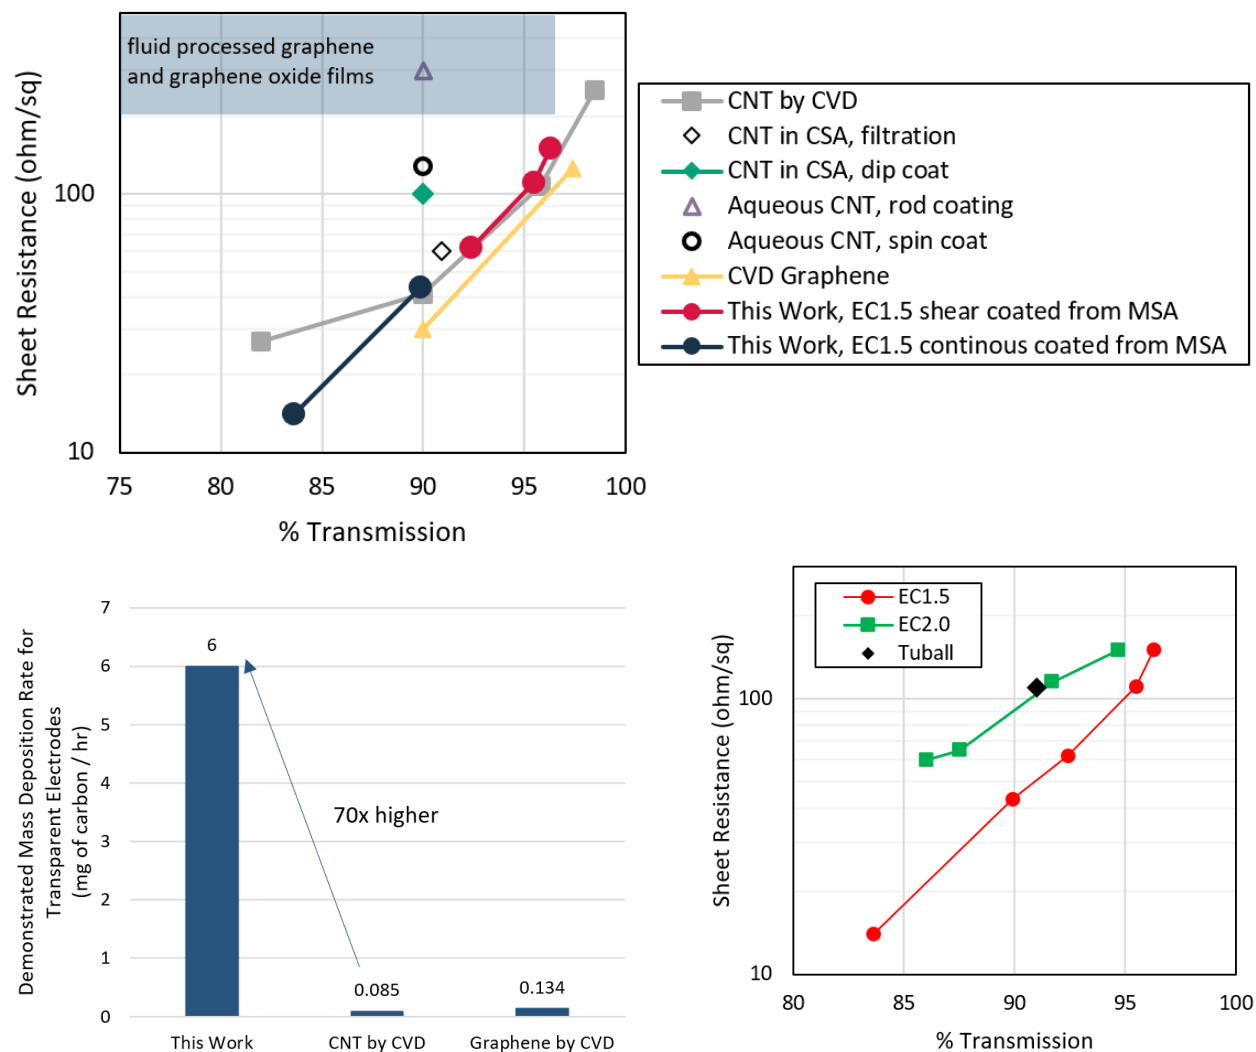 fluid processed graphene
and graphene oxide films
Sheet Resistance (ohm/sq)
100
10
75 80 85 90 95 100
% Transmission
CNT by CVD
CNT in CSA, filtration
CNT in CSA, dip coat
Aqueous CNT, rod coating
Aqueous CNT, spin coat
CVD Graphene
This Work, EC1.5 shear coated from MSA
This Work, EC1.5 continous coated from MSA
Demonstrated Mass Deposition Rate for
Transparent Electrodes
(mg of carbon / hr)
7
6
5
4
3
2
1
0
6
70x higher
0.085
0.134
This Work CNT by CVD Graphene by CVD
EC1.5
EC2.0
Tuball
Sheet Resistance (ohm/sq)
100
10
80 85 90 95 100
% Transmission